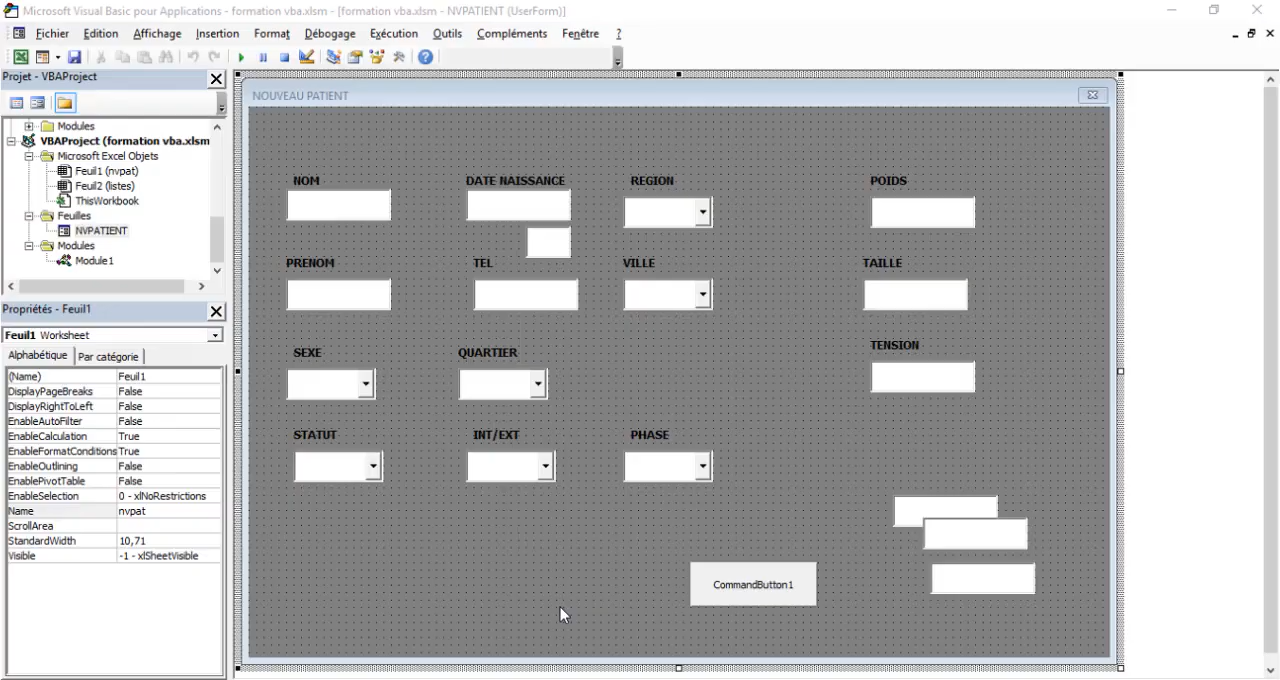 Microsoft Visual Basic pour Applications - formation vba.xlsm - [formation vba.xlsm - NVPATIENT (UserForm)]
Fichier Edition Affichage Insertion Format Débogage Exécution Outils Compléments Fenêtre ?
Projet - VBAProject
Modules
VBAProject (formation vba.xlsm
Microsoft Excel Objets
Feuil1 (nvpat)
Feuil2 (listes)
ThisWorkbook
Feuilles
NVPATIENT
Modules
Module1
Propriétés - Feuil1
Feuil1 Worksheet
Alphabétique Par catégorie
(Name) Feuil1
DisplayPageBreaks False
DisplayRightToLeft False
EnableAutoFilter False
EnableCalculation True
EnableFormatConditions True
EnableOutlining False
EnablePivotTable False
EnableSelection 0 - xlNoRestrictions
Name nvpat
ScrollArea
StandardWidth 10,71
Visible -1 - xlSheetVisible
NOUVEAU PATIENT
NOM DATE NAISSANCE REGION POIDS
PRENOM TEL VILLE TAILLE
SEXE QUARTIER TENSION
STATUT INT/EXT PHASE
CommandButton1